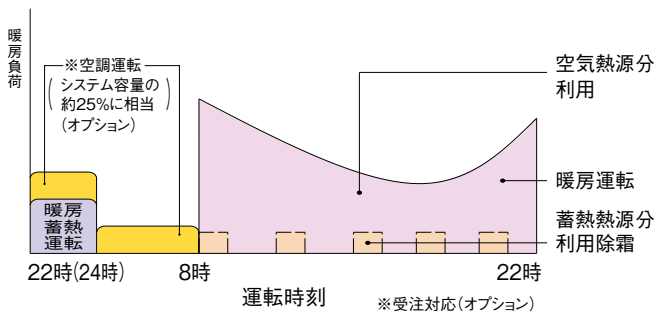 暖房負荷
※空調運転
(システム容量の
約25%に相当)
(オプション)
空気熱源分
利用
暖房
蓄熱
運転
暖房運転
蓄熱熱源分
利用除霜
22時(24時)
8時
22時
運転時刻
※受注対応(オプション)